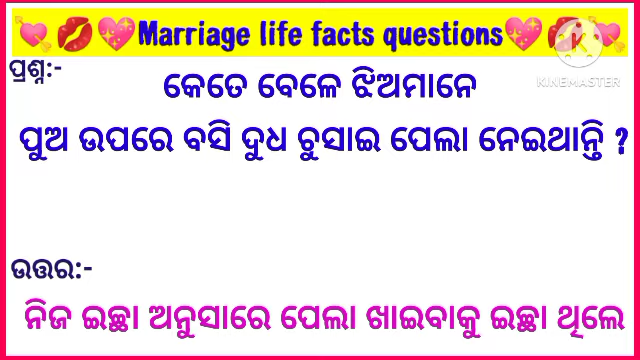 Marriage life facts questions
KINEMASTER
ପ୍ରଶ୍ନ:-
କେତେ ବେଳେ ଝିଅମାନେ
ପୁଅ ଉପରେ ବସି ଦୁଧ ଚୁସାଇ ପେଲା ନେଇଥାନ୍ତି ?
ଉତ୍ତର:-
ନିଜ ଇଚ୍ଛା ଅନୁସାରେ ପେଲା ଖାଇବାକୁ ଇଚ୍ଛା ଥିଲେ